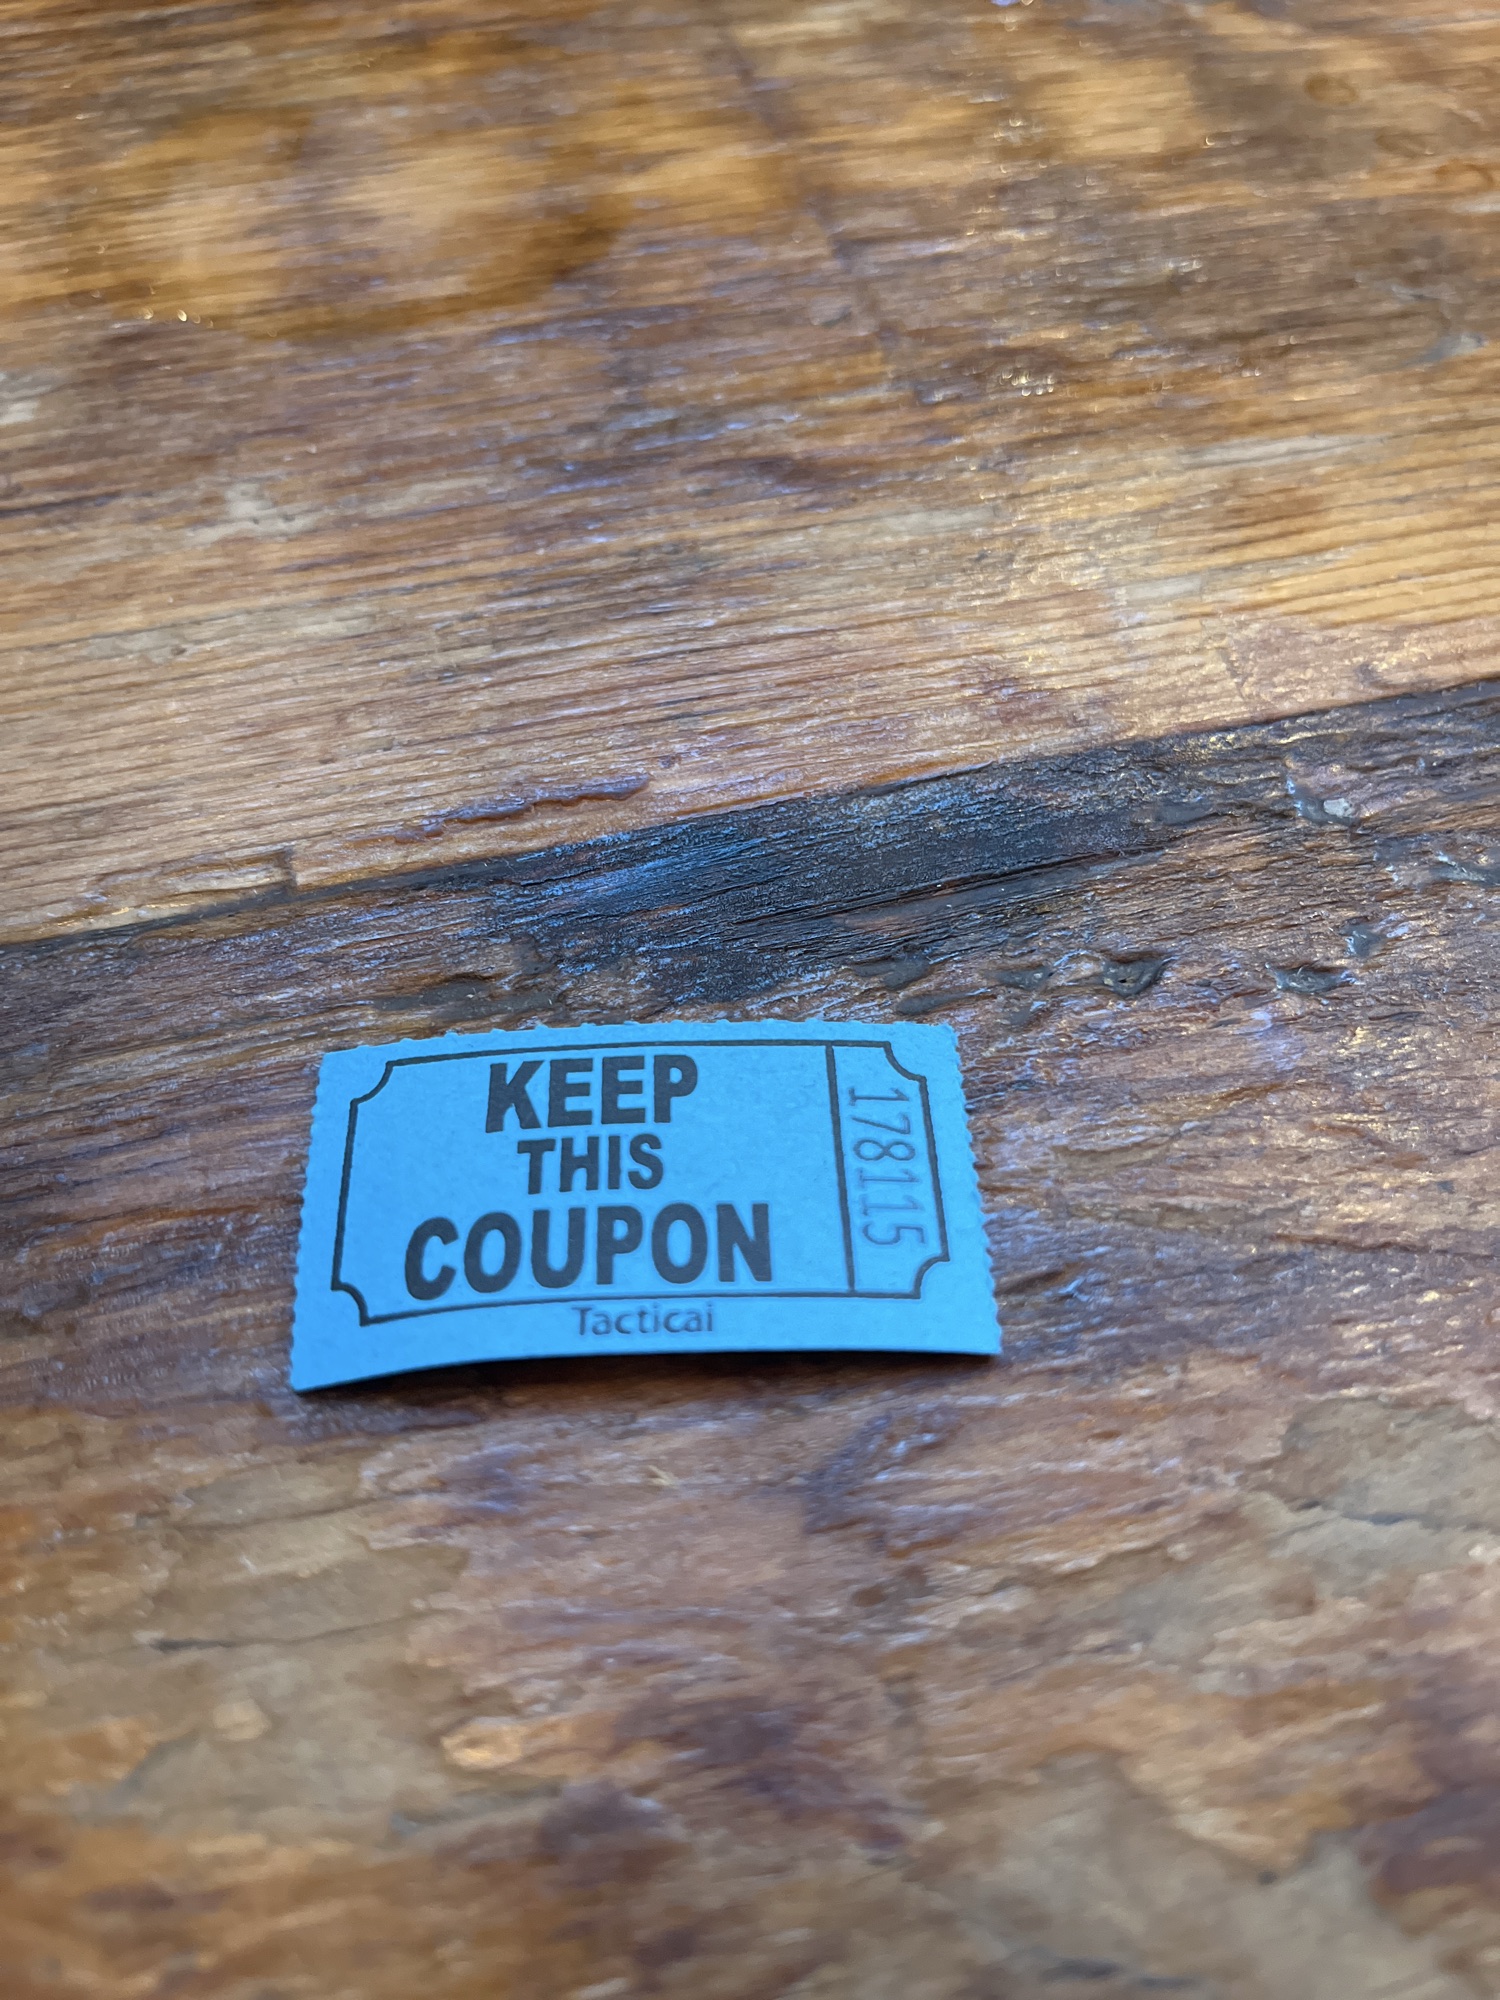 KEEP
THIS
COUPON
178115
Tacticai